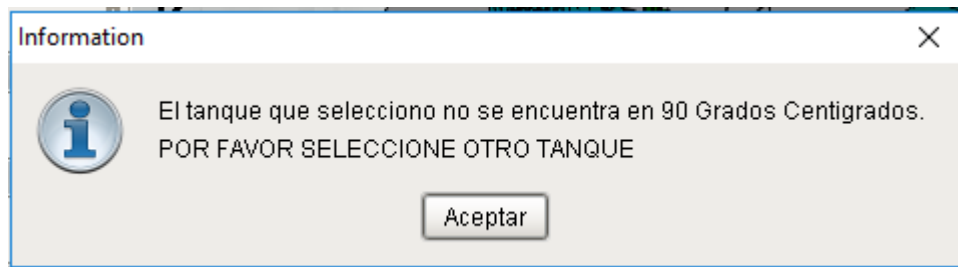 Information
El tanque que selecciono no se encuentra en 90 Grados Centigrados.
POR FAVOR SELECCIONE OTRO TANQUE
Aceptar